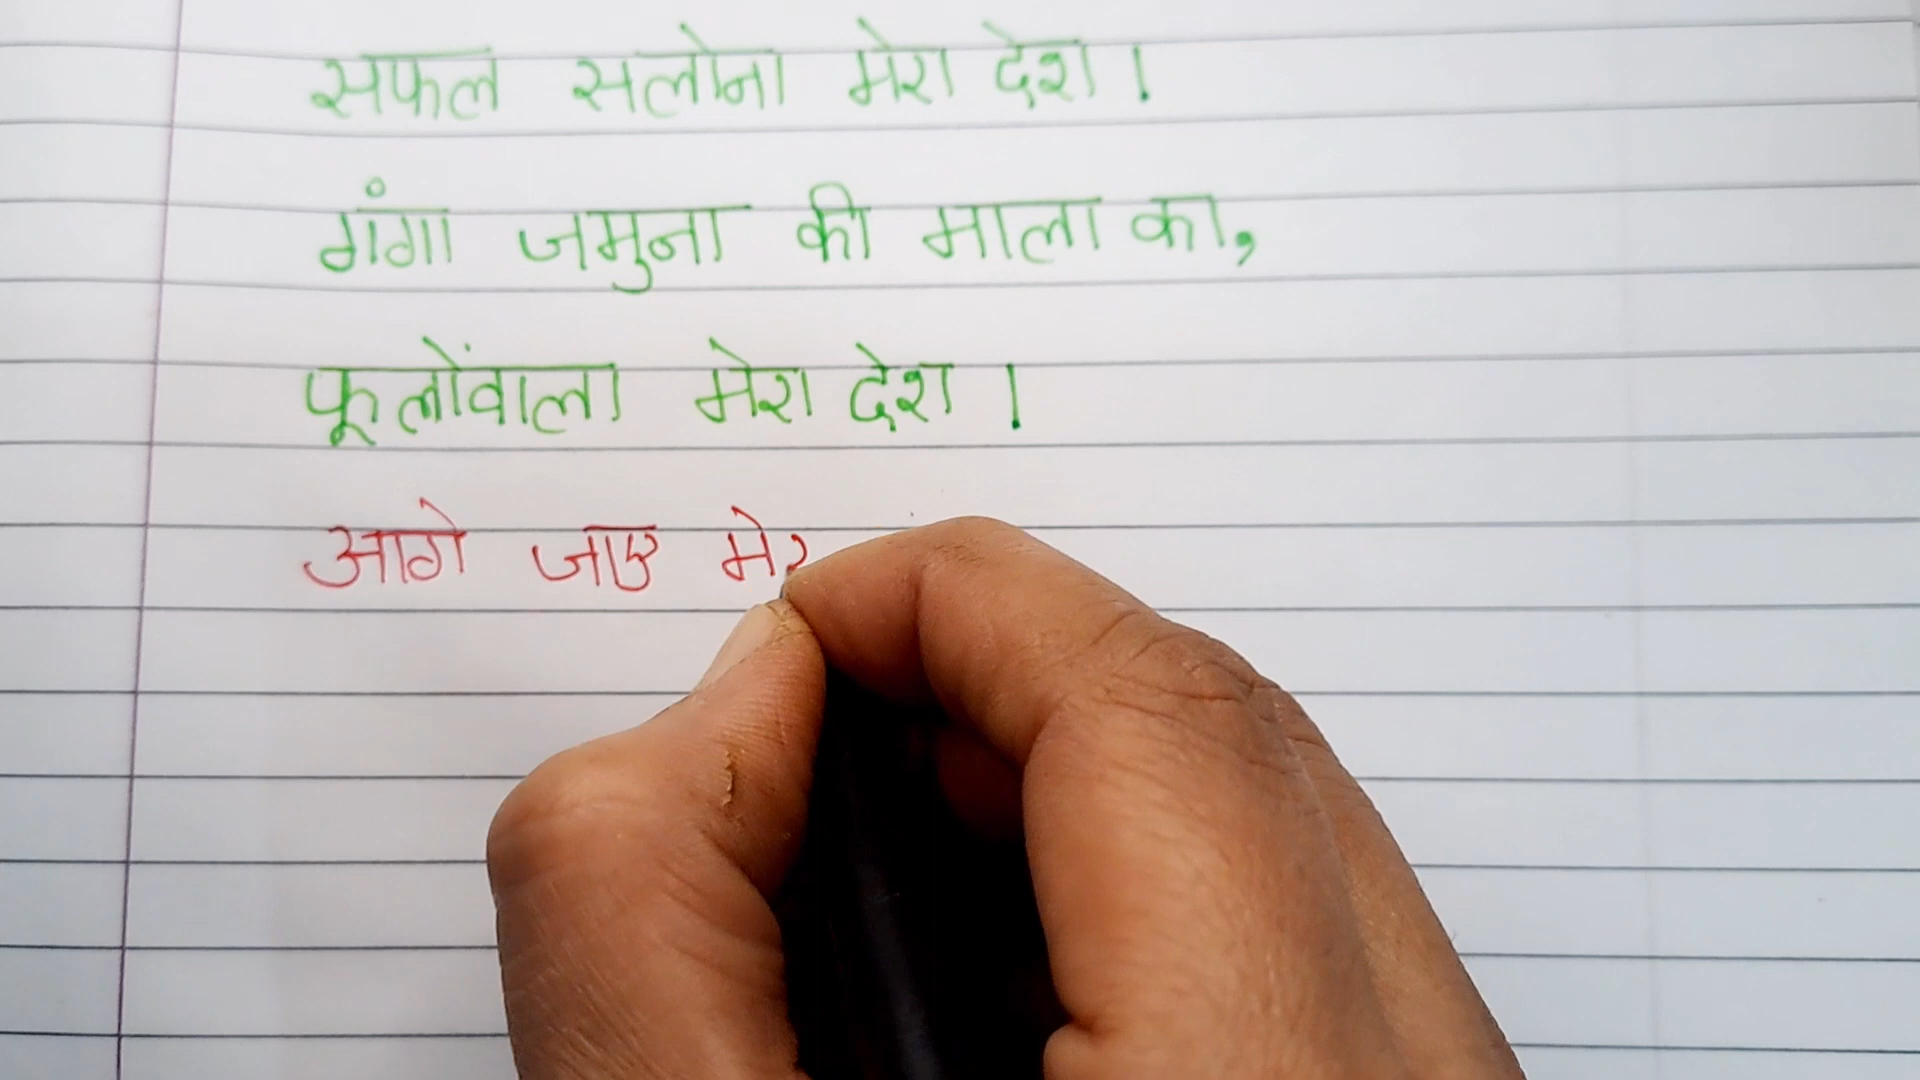 सफल सलोना मेरा देश।
गंगा जमुना की माला का,
फूलोंवाला मेरा देश।
आगे जाए मेर